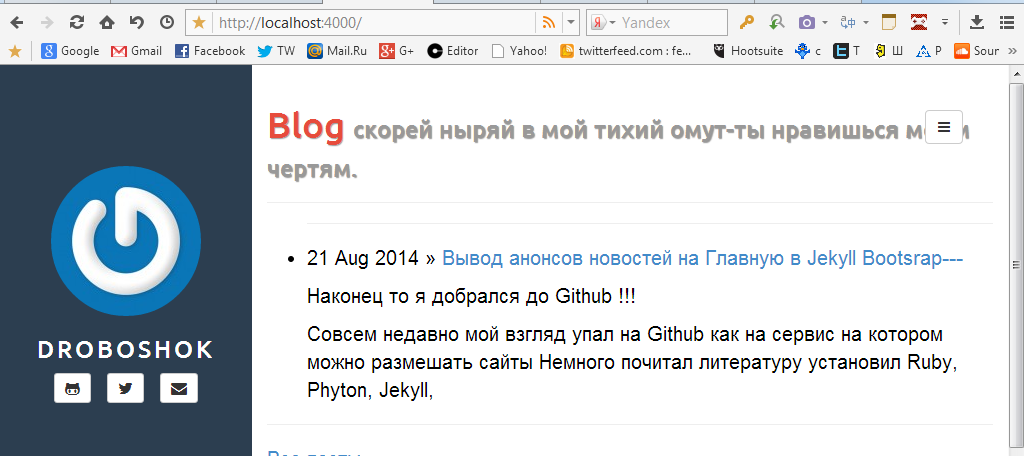 http://localhost:4000/
Yandex
Google Gmail Facebook TW Mail.Ru G+ Editor Yahoo! twitterfeed.com : fe... Hootsuite с T Ш Р Sour »
Blog скорей ныряй в мой тихий омут-ты нравишься
чертям.
21 Aug 2014 » Вывод анонсов новостей на Главную в Jekyll Bootsrap---
Наконец то я добрался до Github !!!
Совсем недавно мой взгляд упал на Github как на сервис на котором
можно размешать сайты Немного почитал литературу установил Ruby,
Phyton, Jekyll,
DROBOSHOK